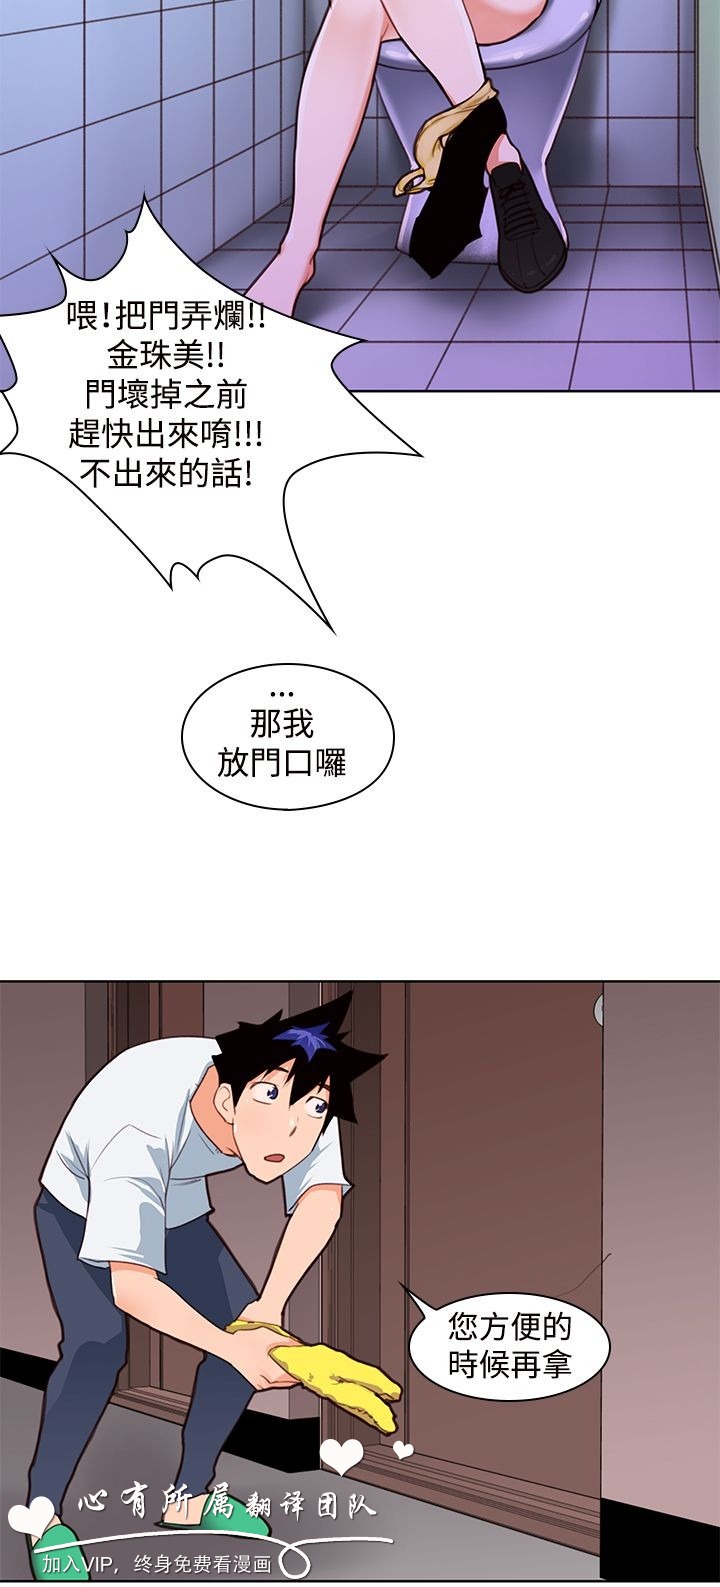 喂!把門弄爛!!
金珠美!!
門壞掉之前
趕快出來唷!!!
不出來的話!
...
那我
放門口囉
您方便的
時候再拿
心有所属翻译团队
加入VIP，终身免费看漫画